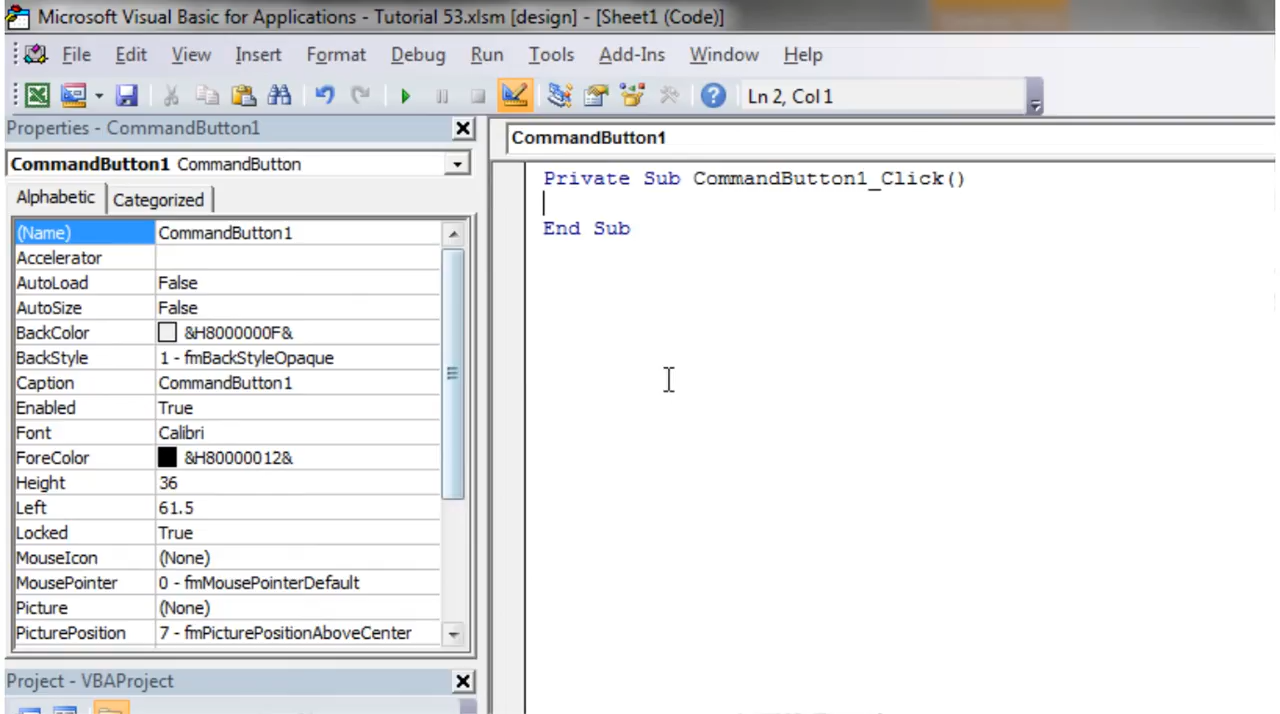 Microsoft Visual Basic for Applications - Tutorial 53.xlsm [design] - [Sheet1 (Code)]
File Edit View Insert Format Debug Run Tools Add-Ins Window Help
Ln 2, Col 1
Properties - CommandButton1
CommandButton1
CommandButton1 CommandButton
Alphabetic Categorized
(Name) CommandButton1
Accelerator
AutoLoad False
AutoSize False
BackColor &H8000000F&
BackStyle 1 - fmBackStyleOpaque
Caption CommandButton1
Enabled True
Font Calibri
ForeColor &H80000012&
Height 36
Left 61.5
Locked True
MouseIcon (None)
MousePointer 0 - fmMousePointerDefault
Picture (None)
PicturePosition 7 - fmPicturePositionAboveCenter
Private Sub CommandButton1_Click()
End Sub
Project - VBAProject